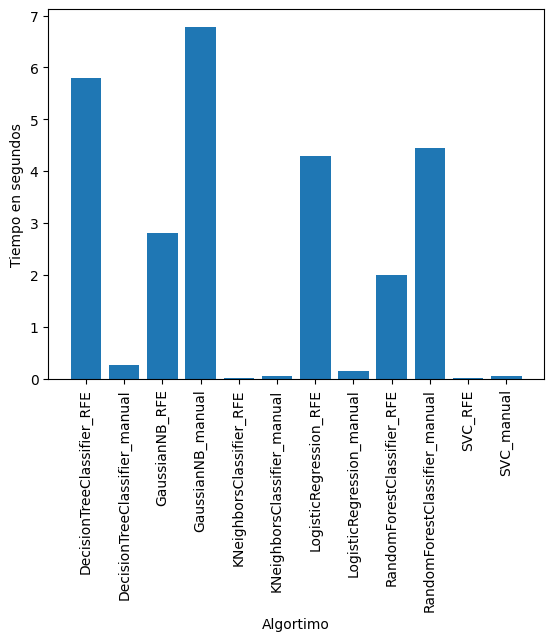 7
6
5
4
3
2
1
0
Tiempo en segundos
DecisionTreeClassifier_RFE
DecisionTreeClassifier_manual
GaussianNB_RFE
GaussianNB_manual
KNeighborsClassifier_RFE
KNeighborsClassifier_manual
LogisticRegression_RFE
LogisticRegression_manual
RandomForestClassifier_RFE
RandomForestClassifier_manual
SVC_RFE
SVC_manual
Algortimo